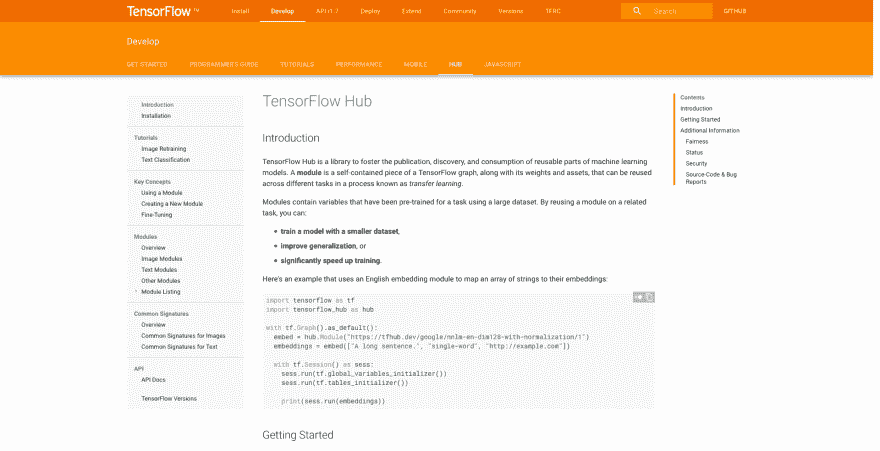 TensorFlow™ Install Develop API r1.7 Deploy Extend Community Versions TFRC Search GITHUB
Develop
GET STARTED PROGRAMMER'S GUIDE TUTORIALS PERFORMANCE MOBILE HUB JAVASCRIPT
Introduction
Installation
Tutorials
Image Retraining
Text Classification
Key Concepts
Using a Module
Creating a New Module
Fine-Tuning
Modules
Overview
Image Modules
Text Modules
Other Modules
Module Listing
Common Signatures
Overview
Common Signatures for Images
Common Signatures for Text
API
API Docs
TensorFlow Versions
TensorFlow Hub
Introduction
TensorFlow Hub is a library to foster the publication, discovery, and consumption of reusable parts of machine learning
models. A module is a self-contained piece of a TensorFlow graph, along with its weights and assets, that can be reused
across different tasks in a process known as transfer learning.
Modules contain variables that have been pre-trained for a task using a large dataset. By reusing a module on a related
task, you can:
• train a model with a smaller dataset,
• improve generalization, or
• significantly speed up training.
Here's an example that uses an English embedding module to map an array of strings to their embeddings:
import tensorflow as tf
import tensorflow_hub as hub
with tf.Graph().as_default():
embed = hub.Module("https://tfhub.dev/google/nnlm-en-dim128-with-normalization/1")
embeddings = embed(["A long sentence.", "single-word", "http://example.com"])
with tf.Session() as sess:
sess.run(tf.global_variables_initializer())
sess.run(tf.tables_initializer())
print(sess.run(embeddings))
Getting Started
Contents
Introduction
Getting Started
Additional Information
Fairness
Status
Security
Source-Code & Bug
Reports